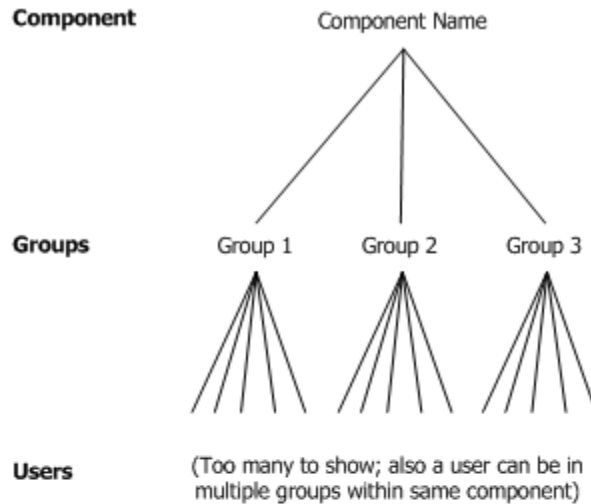 Component
Component Name
Groups
Group 1
Group 2
Group 3
Users
(Too many to show; also a user can be in
multiple groups within same component)